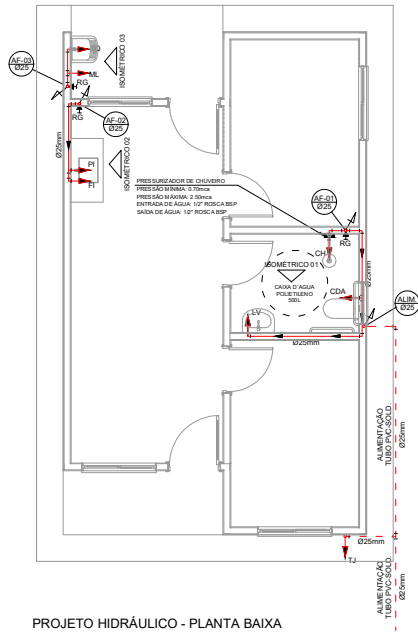 ISOMÉTRICO 03
AF-03
Ø25
ML
RG
AF-02
Ø25
RG
Ø25mm
ISOMÉTRICO 02
PI
FI
PRESSURIZADOR DE CHUVEIRO
PRESSÃO MÍNIMA: 0.70mca
PRESSÃO MÁXIMA: 2.50mca
ENTRADA DE ÁGUA: 1/2" ROSCA BSP
SAÍDA DE ÁGUA: 1/2" ROSCA BSP
AF-01
Ø25
RG
CH
ISOMÉTRICO 01
Ø25mm
CAIXA D'AGUA
POLIETILENO
500L
CDA
ALIM.
Ø25
LV
Ø25mm
ALIMENTAÇÃO
TUBO PVC-SOLD.
Ø25mm
Ø25mm
TJ
ALIMENTAÇÃO
TUBO PVC-SOLD.
Ø25mm
PROJETO HIDRÁULICO - PLANTA BAIXA